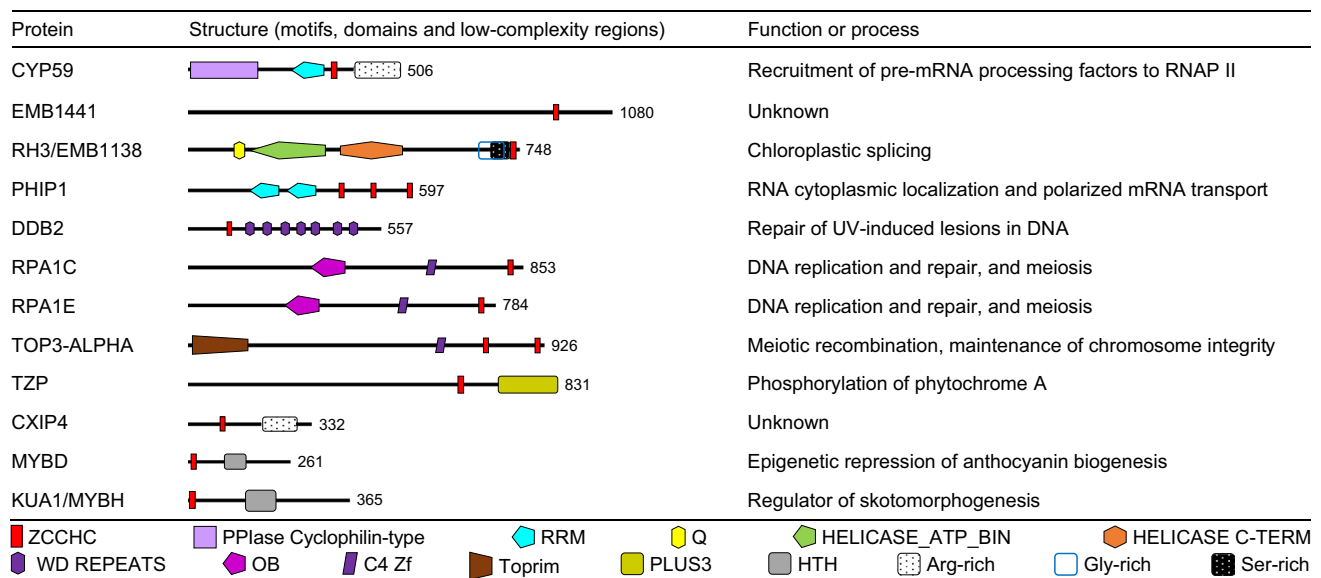 Protein Structure (motifs, domains and low-complexity regions) Function or process
CYP59 506 Recruitment of pre-mRNA processing factors to RNAP II
EMB1441 1080 Unknown
RH3/EMB1138 748 Chloroplastic splicing
PHIP1 597 RNA cytoplasmic localization and polarized mRNA transport
DDB2 557 Repair of UV-induced lesions in DNA
RPA1C 853 DNA replication and repair, and meiosis
RPA1E 784 DNA replication and repair, and meiosis
TOP3-ALPHA 926 Meiotic recombination, maintenance of chromosome integrity
TZP 831 Phosphorylation of phytochrome A
CXIP4 332 Unknown
MYBD 261 Epigenetic repression of anthocyanin biogenesis
KUA1/MYBH 365 Regulator of skotomorphogenesis
ZCCHC PPIase Cyclophilin-type RRM Q HELICASE_ATP_BIN HELICASE C-TERM
WD REPEATS OB C4 Zf Toprim PLUS3 HTH Arg-rich Gly-rich Ser-rich